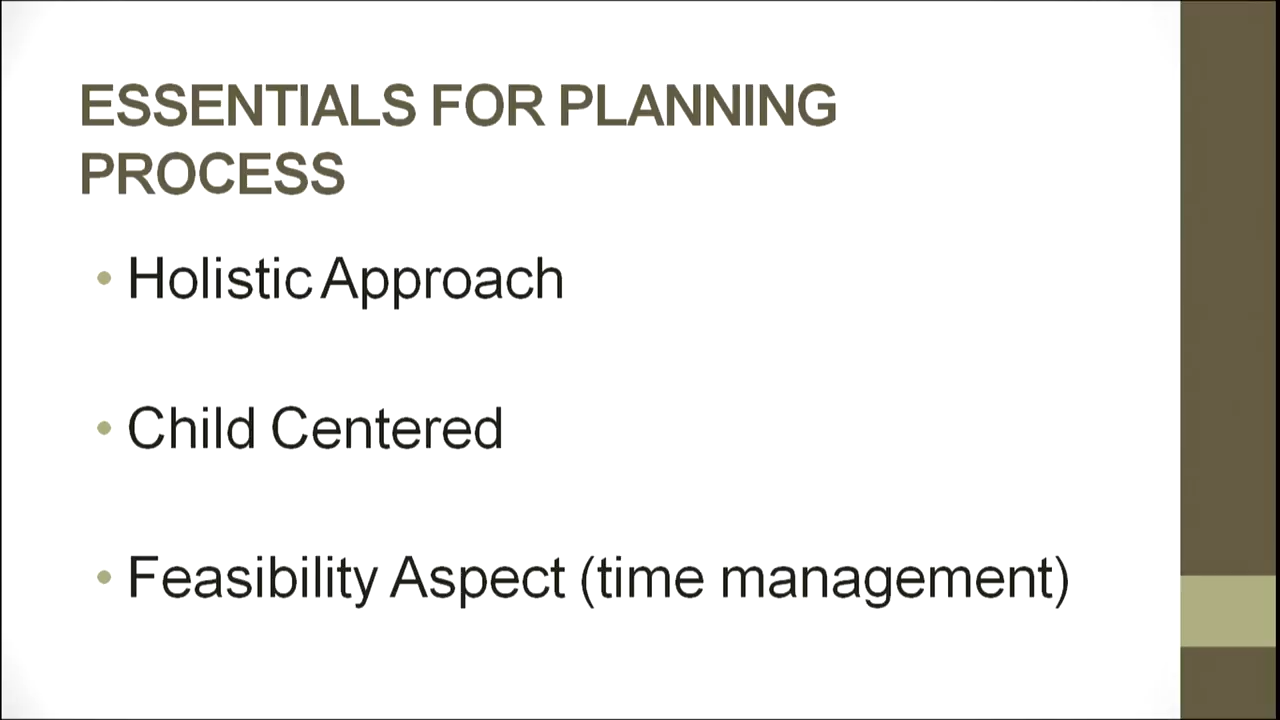 ESSENTIALS FOR PLANNING
PROCESS
• Holistic Approach
• Child Centered
• Feasibility Aspect (time management)